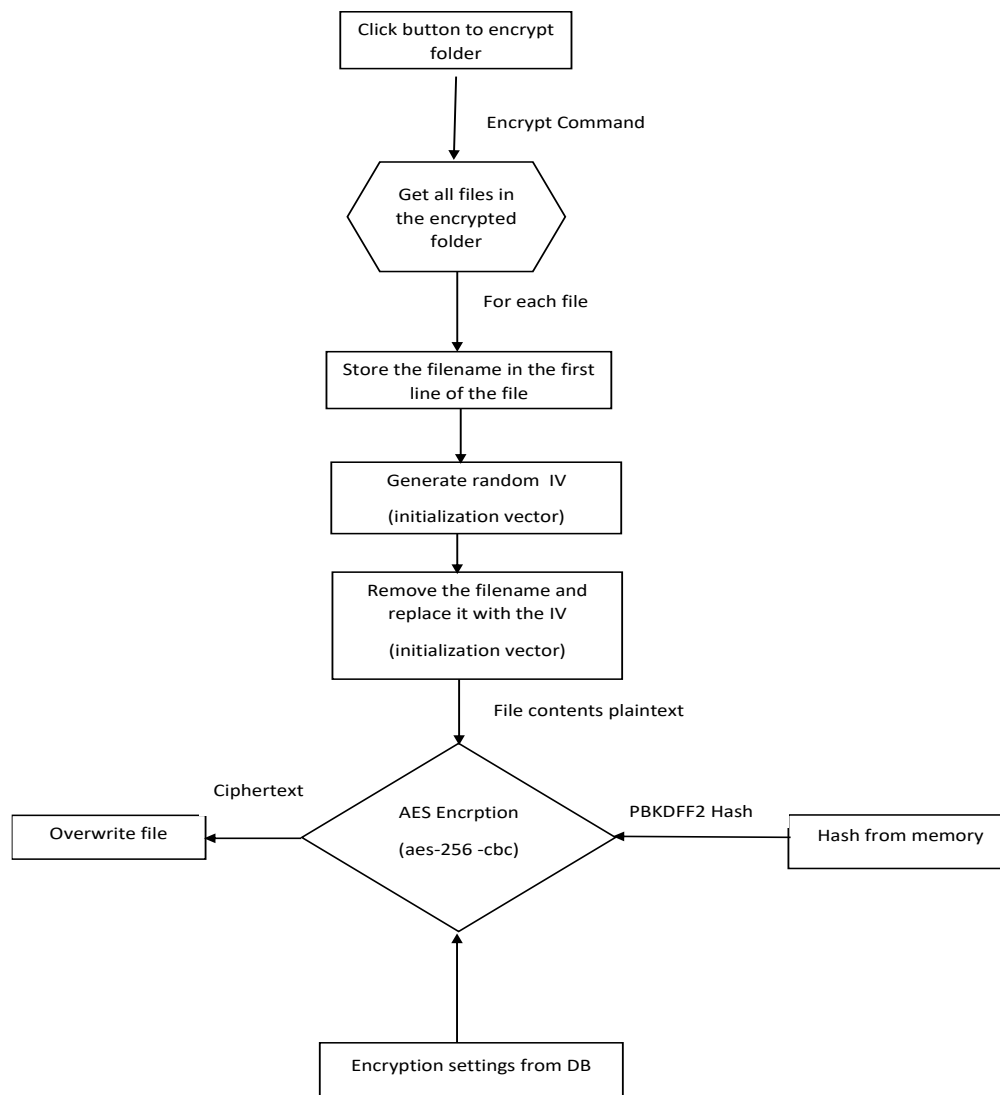 Click button to encrypt
folder
Encrypt Command
Get all files in
the encrypted
folder
For each file
Store the filename in the first
line of the file
Generate random  IV
(initialization vector)
Remove the filename and
replace it with the IV
(initialization vector)
File contents plaintext
Ciphertext
AES Encrption
(aes-256 -cbc)
PBKDFF2 Hash
Overwrite file
Hash from memory
Encryption settings from DB